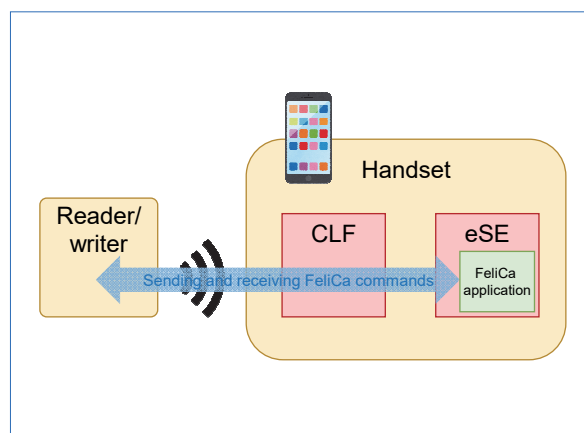 Handset
Reader/
writer
CLF
eSE
Sending and receiving FeliCa commands
FeliCa
application